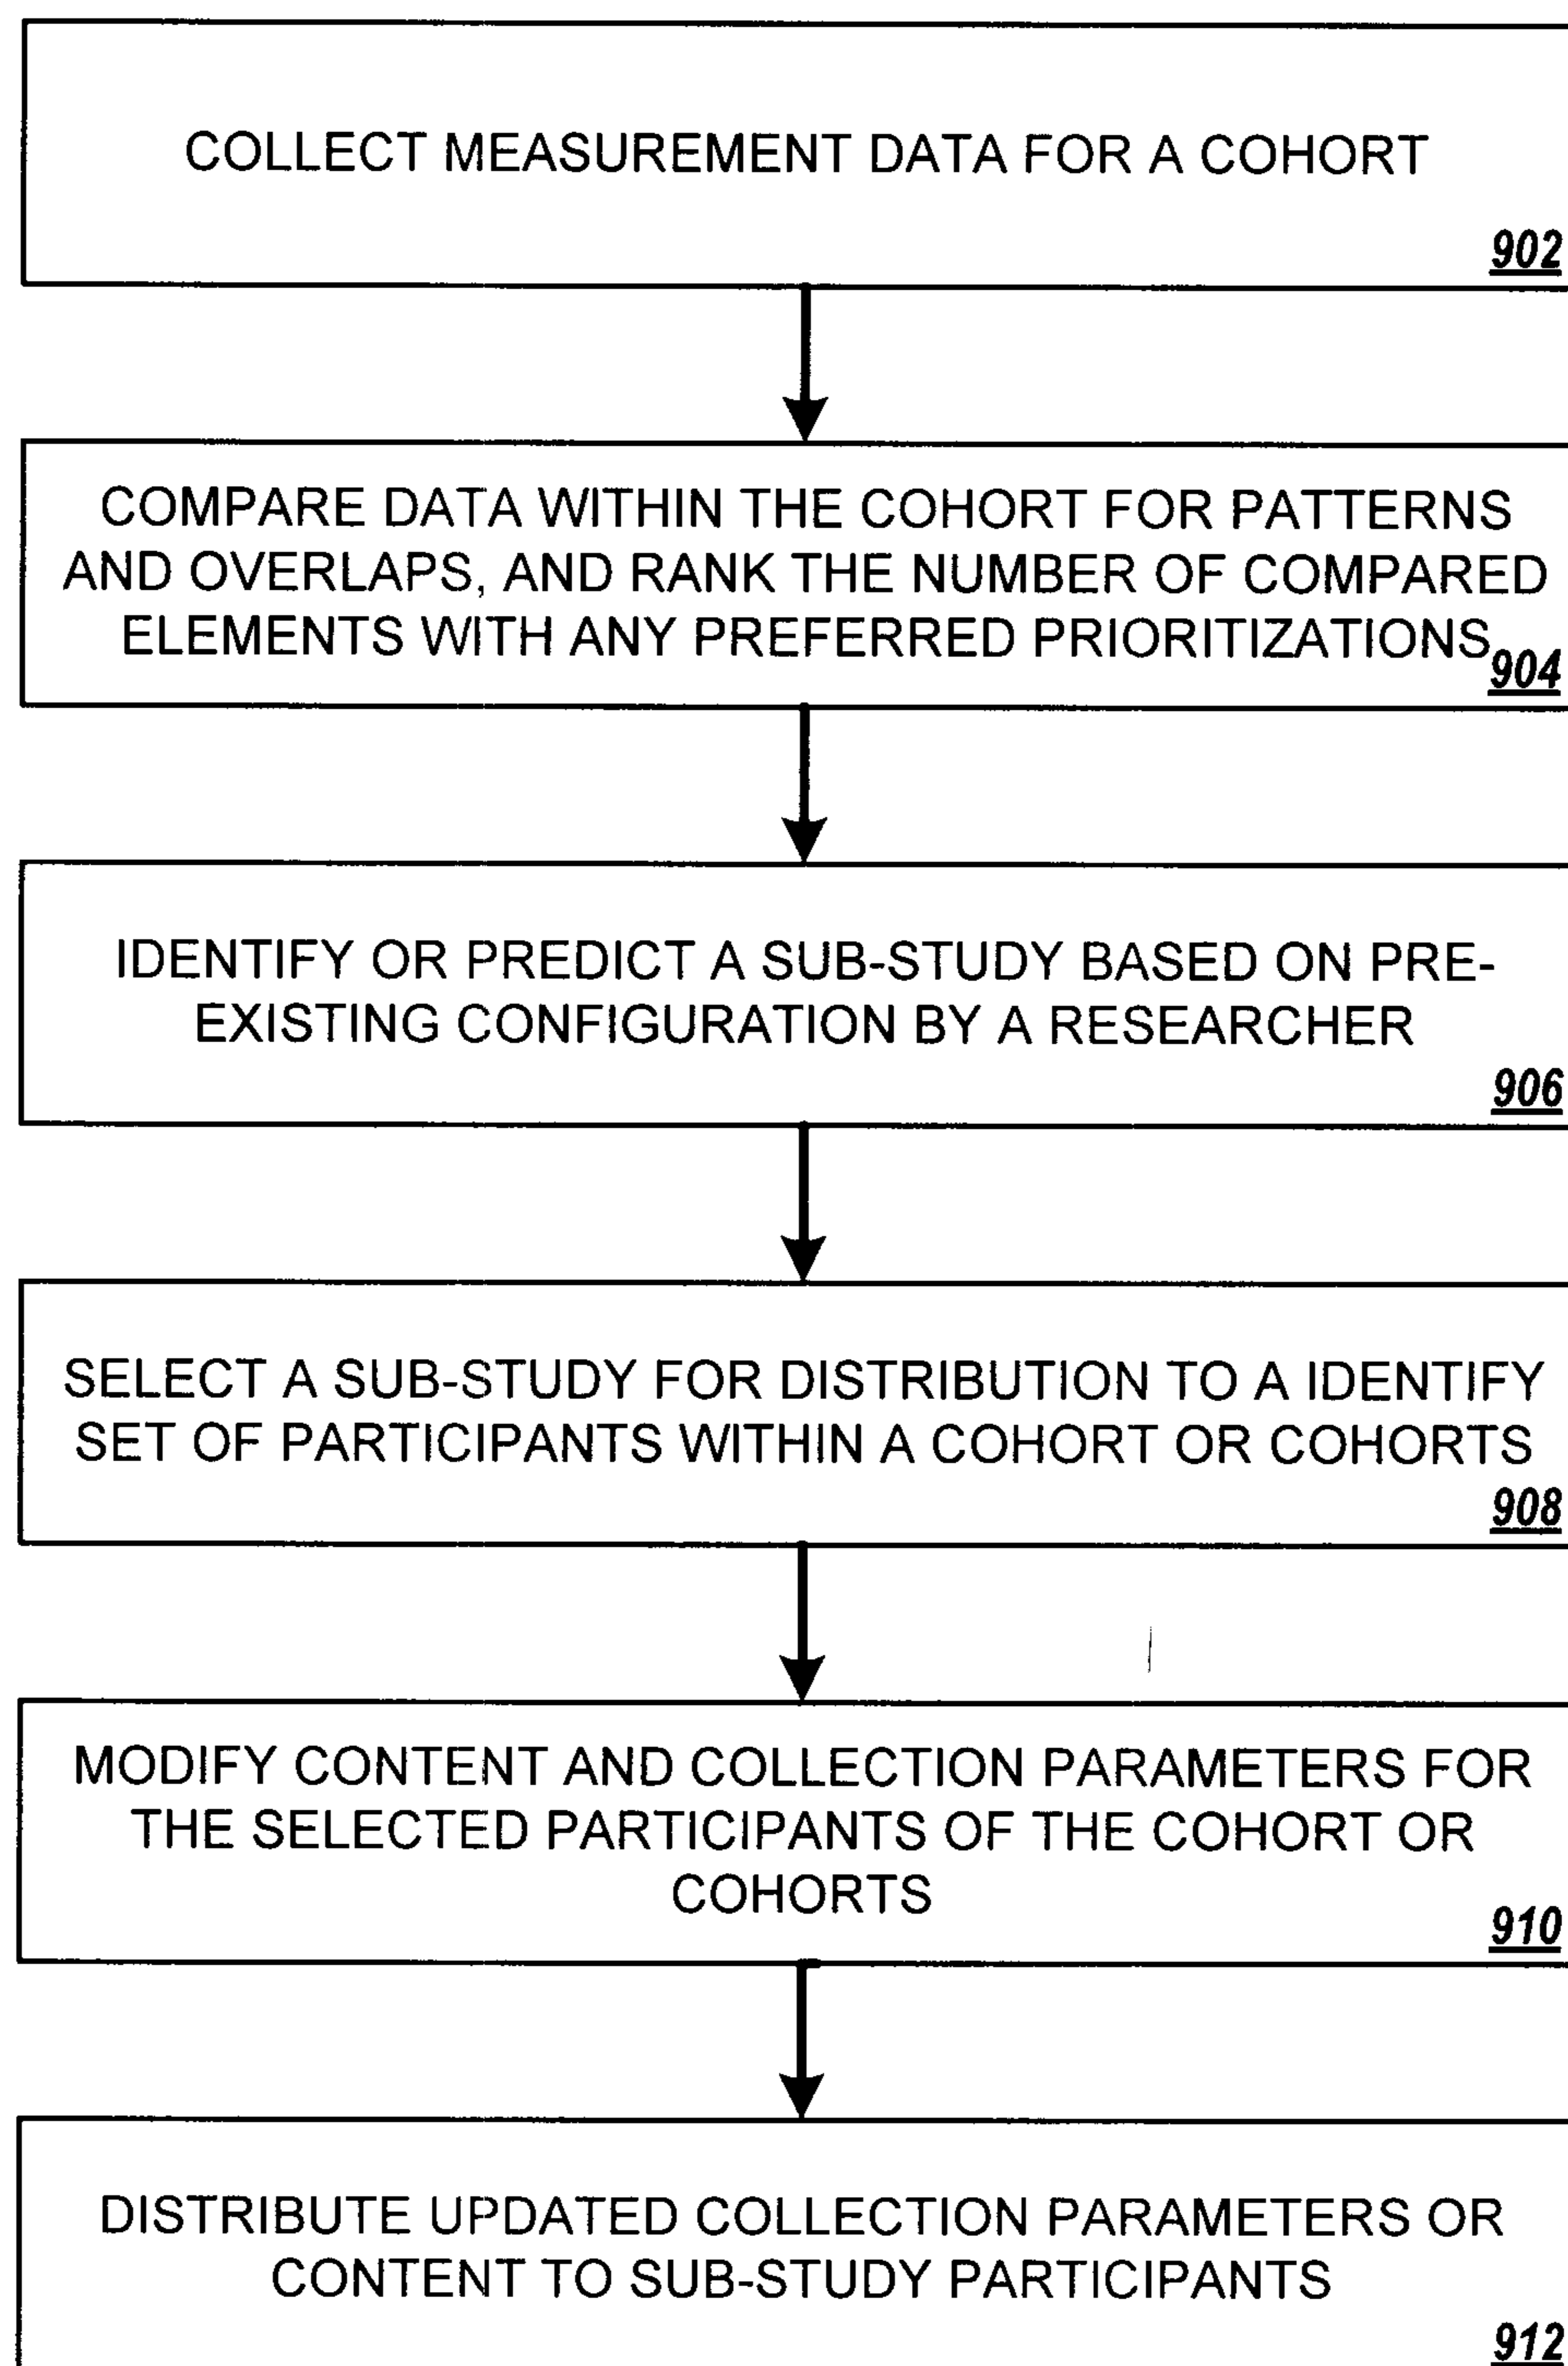 COLLECT MEASUREMENT DATA FOR A COHORT
902
COMPARE DATA WITHIN THE COHORT FOR PATTERNS
AND OVERLAPS, AND RANK THE NUMBER OF COMPARED
ELEMENTS WITH ANY PREFERRED PRIORITIZATIONS
904
IDENTIFY OR PREDICT A SUB-STUDY BASED ON PRE-
EXISTING CONFIGURATION BY A RESEARCHER
906
SELECT A SUB-STUDY FOR DISTRIBUTION TO A IDENTIFY
SET OF PARTICIPANTS WITHIN A COHORT OR COHORTS
908
MODIFY CONTENT AND COLLECTION PARAMETERS FOR
THE SELECTED PARTICIPANTS OF THE COHORT OR
COHORTS
910
DISTRIBUTE UPDATED COLLECTION PARAMETERS OR
CONTENT TO SUB-STUDY PARTICIPANTS
912